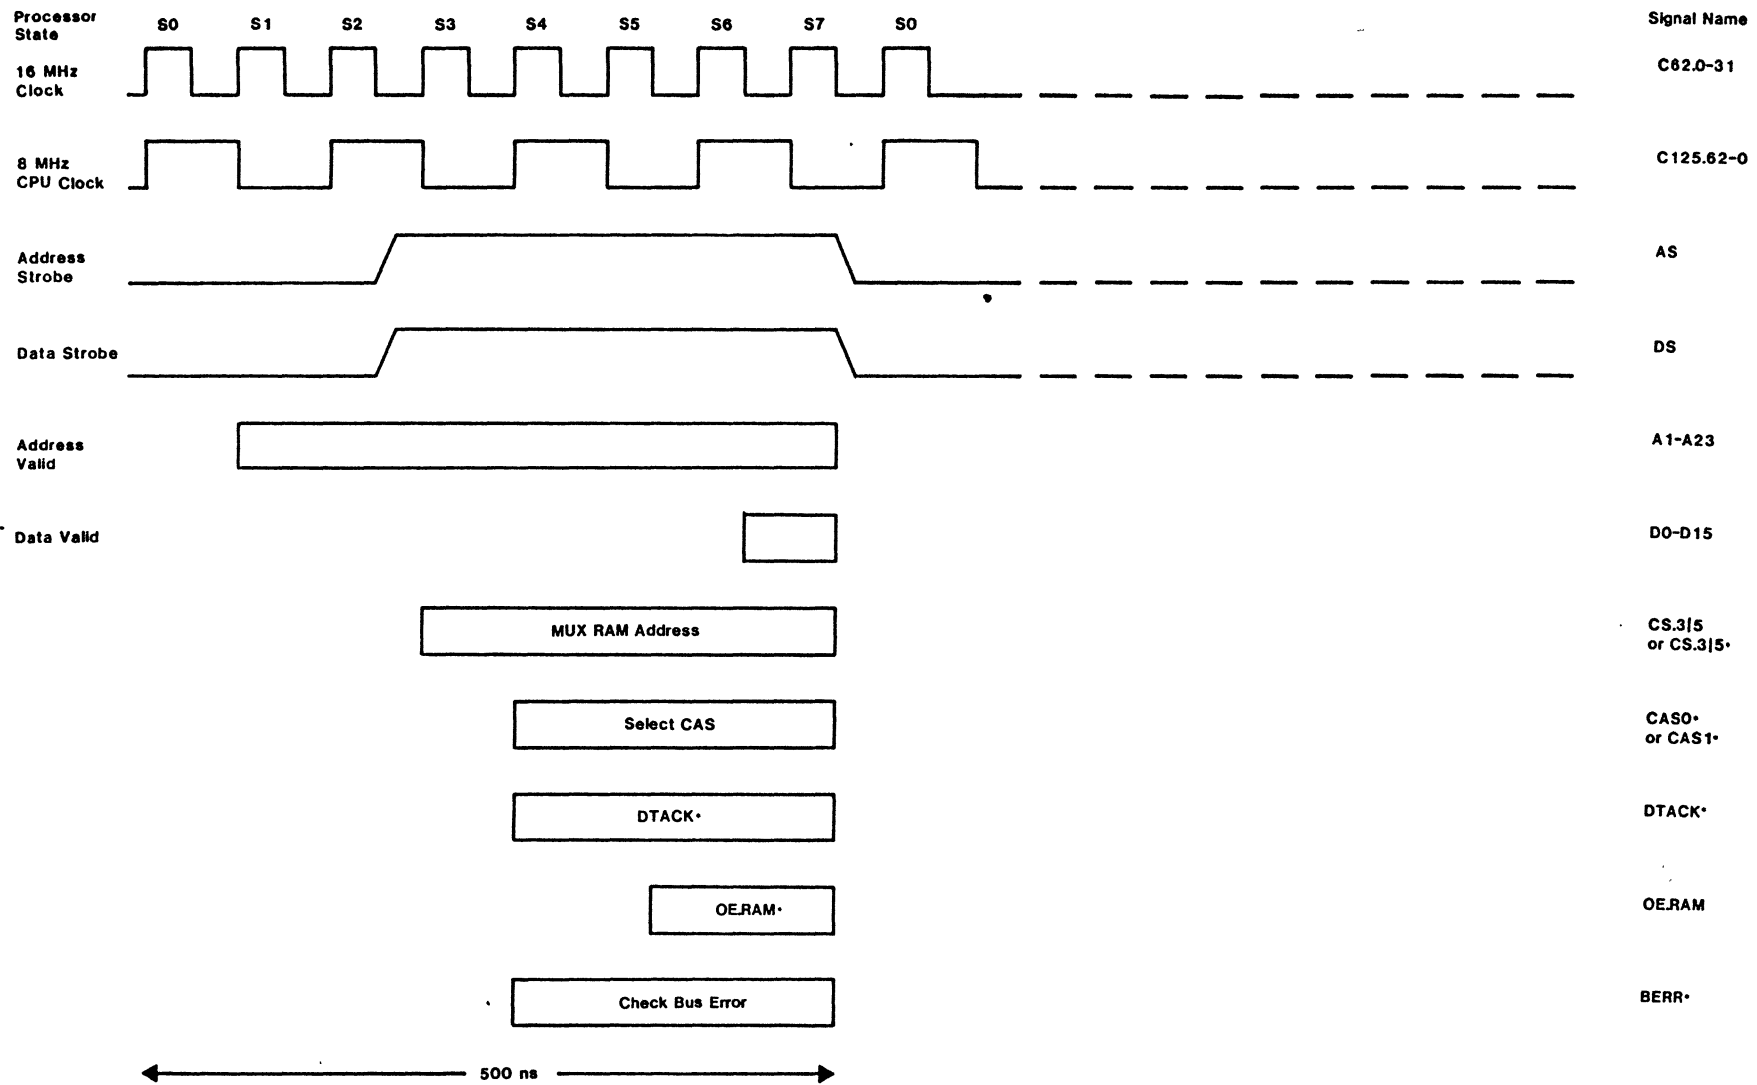 Processor
State
S0 S1 S2 S3 S4 S5 S6 S7 S0
Signal Name
16 MHz
Clock
C62.0-31
8 MHz
CPU Clock
C125.62-0
Address
Strobe
AS
Data Strobe
DS
Address
Valid
A1-A23
Data Valid
D0-D15
MUX RAM Address
CS.3|5
or CS.3|5*
Select CAS
CAS0*
or CAS1*
DTACK*
DTACK*
OE.RAM*
OE.RAM
Check Bus Error
BERR*
500 ns